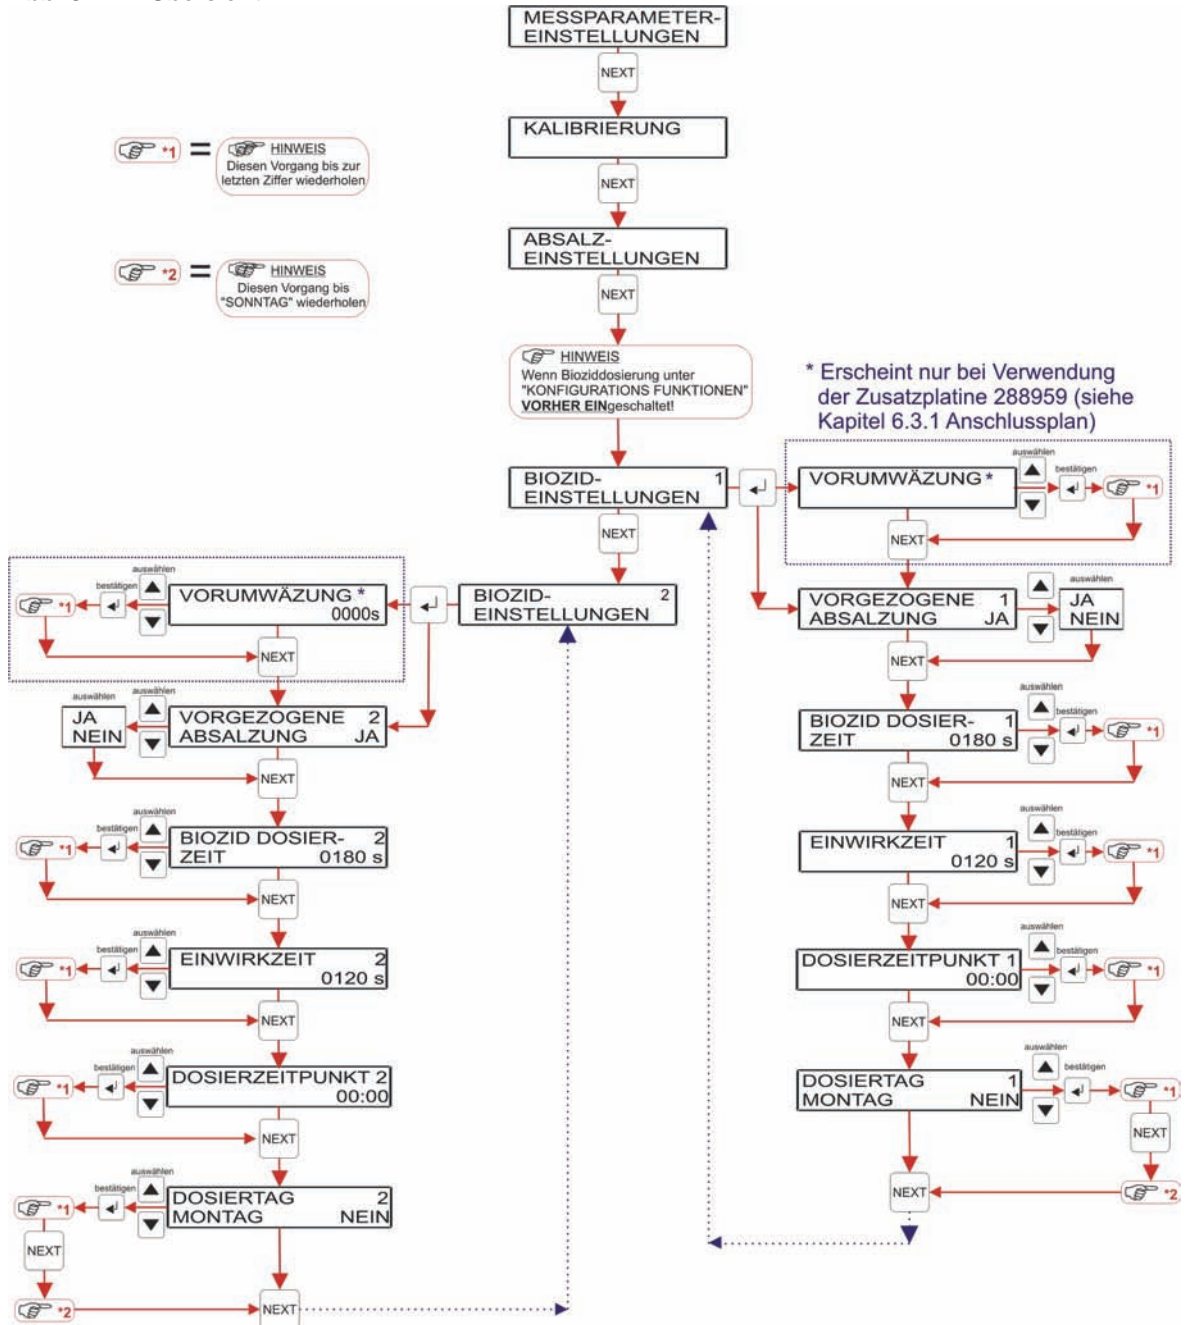 MESSPARAMETER-
EINSTELLUNGEN
NEXT
KALIBRIERUNG
NEXT
ABSALZ-
EINSTELLUNGEN
NEXT
*1 =
HINWEIS
Diesen Vorgang bis zur
letzten Ziffer wiederholen
*2 =
HINWEIS
Diesen Vorgang bis
"SONNTAG" wiederholen
HINWEIS
Wenn Bioziddosierung unter
"KONFIGURATIONS FUNKTIONEN"
VORHER EINgeschaltet!
* Erscheint nur bei Verwendung
der Zusatzplatine 288959 (siehe
Kapitel 6.3.1 Anschlussplan)
BIOZID- 1
EINSTELLUNGEN
NEXT
VORUMWÄZUNG *
auswählen
bestätigen
*1
NEXT
VORGEZOGENE 1
ABSALZUNG JA
auswählen
JA
NEIN
NEXT
BIOZID DOSIER- 1
ZEIT 0180 s
auswählen
bestätigen
*1
NEXT
EINWIRKZEIT 1
0120 s
auswählen
bestätigen
*1
NEXT
DOSIERZEITPUNKT 1
00:00
auswählen
bestätigen
*1
NEXT
DOSIERTAG 1
MONTAG NEIN
auswählen
bestätigen
*1
NEXT
*2
NEXT
BIOZID- 2
EINSTELLUNGEN
VORUMWÄZUNG *
0000s
auswählen
bestätigen
*1
NEXT
VORGEZOGENE 2
ABSALZUNG JA
auswählen
auswählen
JA
NEIN
NEXT
BIOZID DOSIER- 2
ZEIT 0180 s
auswählen
bestätigen
*1
NEXT
EINWIRKZEIT 2
0120 s
auswählen
bestätigen
*1
NEXT
DOSIERZEITPUNKT 2
00:00
auswählen
bestätigen
*1
NEXT
DOSIERTAG 2
MONTAG NEIN
auswählen
bestätigen
*1
NEXT
*2
NEXT